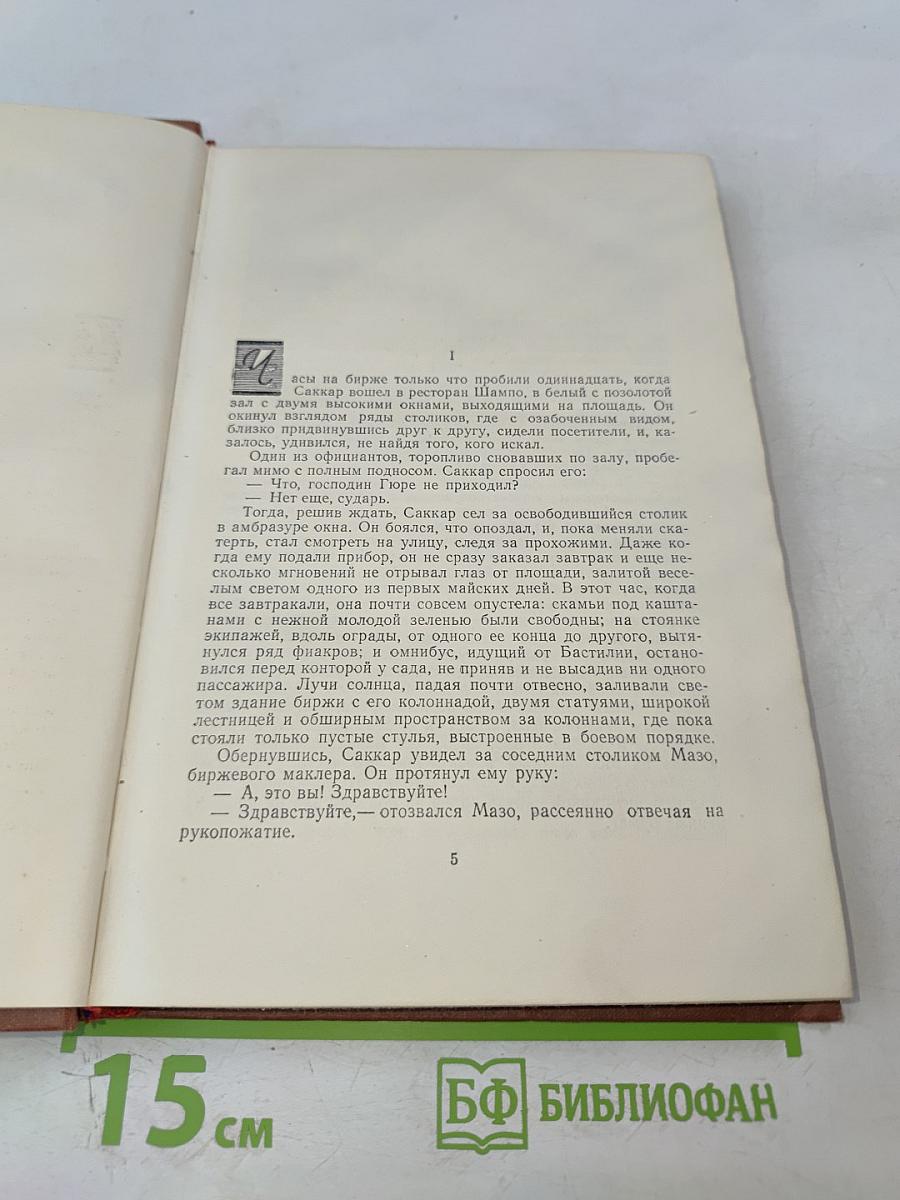 I
Часы на бирже только что пробили одиннадцать, когда
Саккар вошел в ресторан Шампо, в белый с позолотой
зал с двумя высокими окнами, выходящими на площадь. Он
окинул взглядом ряды столиков, где с озабоченным видом,
близко придвинувшись друг к другу, сидели посетители, и, ка-
залось, удивился, не найдя того, кого искал.
Один из официантов, торопливо сновавших по залу, пробе-
гал мимо с полным подносом. Саккар спросил его:
— Что, господин Гюре не приходил?
— Нет еще, сударь.
Тогда, решив ждать, Саккар сел за освободившийся столик
в амбразуре окна. Он боялся, что опоздал, и, пока меняли ска-
терть, стал смотреть на улицу, следя за прохожими. Даже ко-
гда ему подали прибор, он не сразу заказал завтрак и еще не-
сколько мгновений не отрывал глаз от площади, залитой весе-
лым светом одного из первых майских дней. В этот час, когда
все завтракали, она почти совсем опустела: скамьи под кашта-
нами с нежной молодой зеленью были свободны; на стоянке
экипажей, вдоль ограды, от одного ее конца до другого, вытя-
нулся ряд фиакров; и омнибус, идущий от Бастилии, остано-
вился перед конторой у сада, не приняв и не высадив ни одного
пассажира. Лучи солнца, падая почти отвесно, заливали све-
том здание биржи с его колоннадой, двумя статуями, широкой
лестницей и обширным пространством за колоннами, где пока
стояли только пустые стулья, выстроенные в боевом порядке.
Обернувшись, Саккар увидел за соседним столиком Мазо,
биржевого маклера. Он протянул ему руку:
— А, это вы! Здравствуйте!
— Здравствуйте,— отозвался Мазо, рассеянно отвечая на
рукопожатие.
5
15 см
БФ БИБЛИОФАН